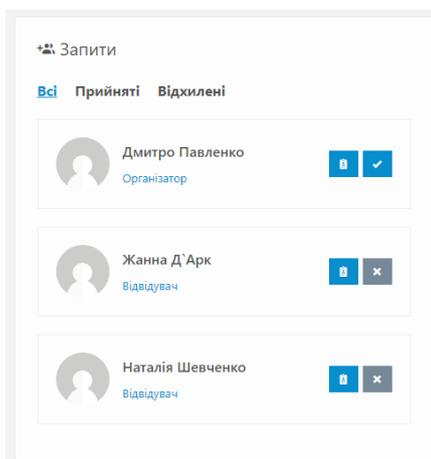 Запити
Всі Прийняті Відхилені
Дмитро Павленко
Організатор
Жанна Д`Арк
Відвідувач
Наталія Шевченко
Відвідувач